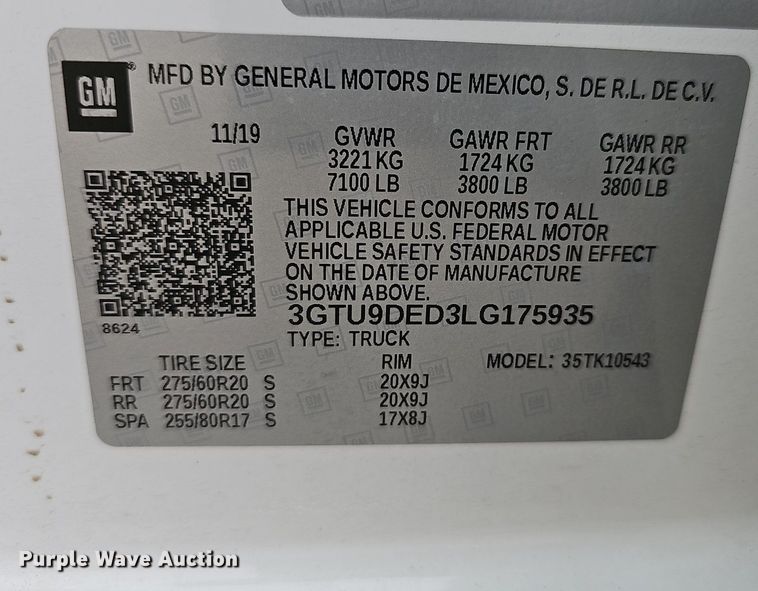 GM
MFD BY GENERAL MOTORS DE MEXICO, S. DE R.L. DE C.V.
11/19 GVWR GAWR FRT GAWR RR
3221 KG 1724 KG 1724 KG
7100 LB 3800 LB 3800 LB
THIS VEHICLE CONFORMS TO ALL
APPLICABLE U.S. FEDERAL MOTOR
VEHICLE SAFETY STANDARDS IN EFFECT
ON THE DATE OF MANUFACTURE
SHOWN ABOVE.
8624
3GTU9DED3LG175935
TYPE: TRUCK
TIRE SIZE RIM MODEL: 35TK10543
FRT 275/60R20 S 20X9J
RR 275/60R20 S 20X9J
SPA 255/80R17 S 17X8J
Purple Wave Auction